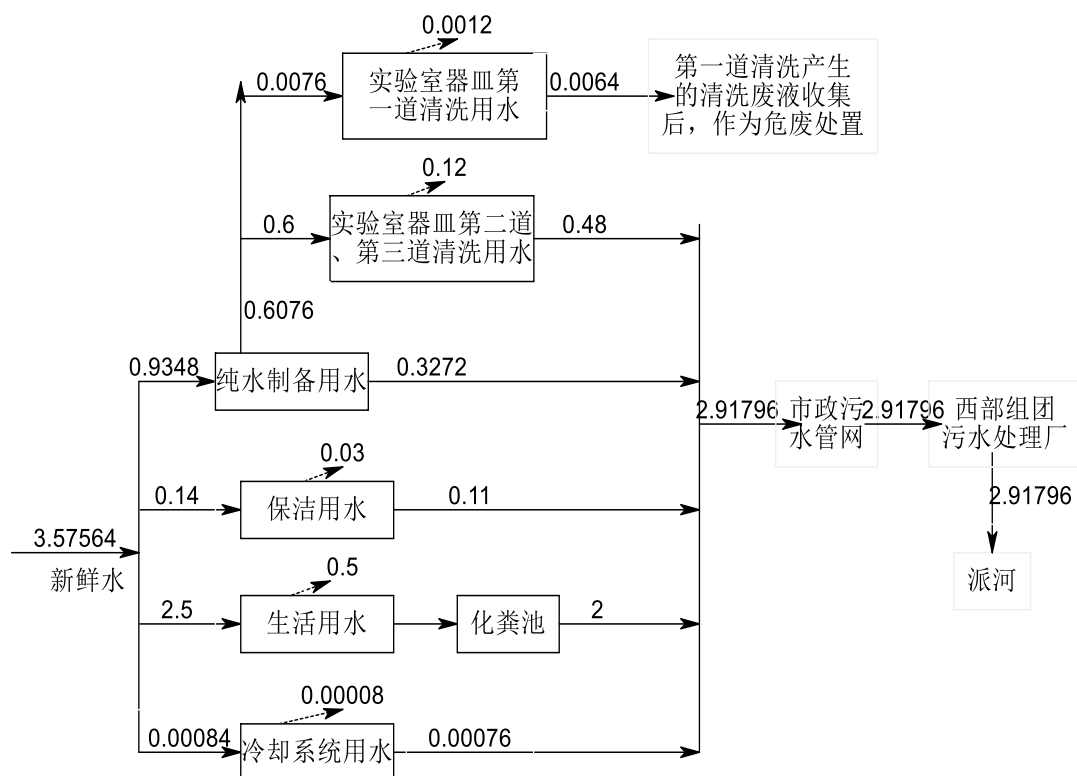 0.0012
0.0076
实验室器皿第
一道清洗用水
0.0064
第一道清洗产生
的清洗废液收集
后，作为危废处置
0.12
0.6
实验室器皿第二道
、第三道清洗用水
0.48
0.6076
0.9348
纯水制备用水
0.3272
2.91796
市政污
水管网
2.91796
西部组团
污水处理厂
0.03
0.14
保洁用水
0.11
2.91796
3.57564
新鲜水
0.5
2.5
生活用水
化粪池
2
派河
0.00008
0.00084
冷却系统用水
0.00076